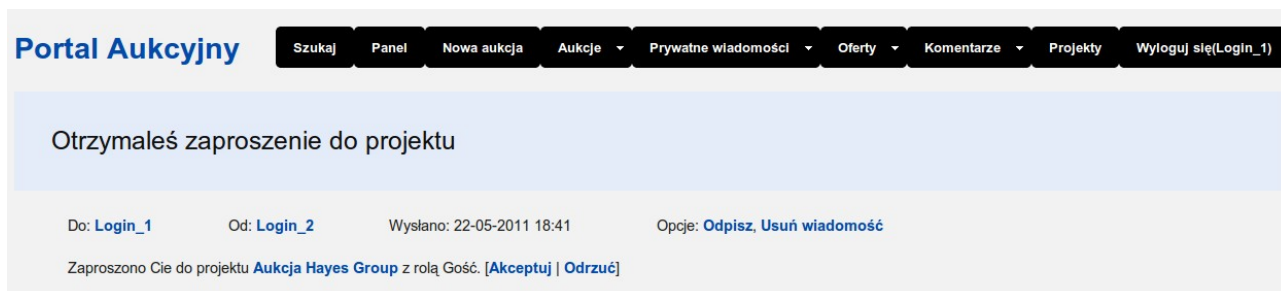 Portal Aukcyjny Szukaj Panel Nowa aukcja Aukcje Prywatne wiadomości Oferty Komentarze Projekty Wyloguj się(Login_1)
Otrzymałeś zaproszenie do projektu
Do: Login_1 Od: Login_2 Wysłano: 22-05-2011 18:41 Opcje: Odpisz, Usuń wiadomość
Zaproszono Cie do projektu Aukcja Hayes Group z rolą Gość. [Akceptuj | Odrzuć]